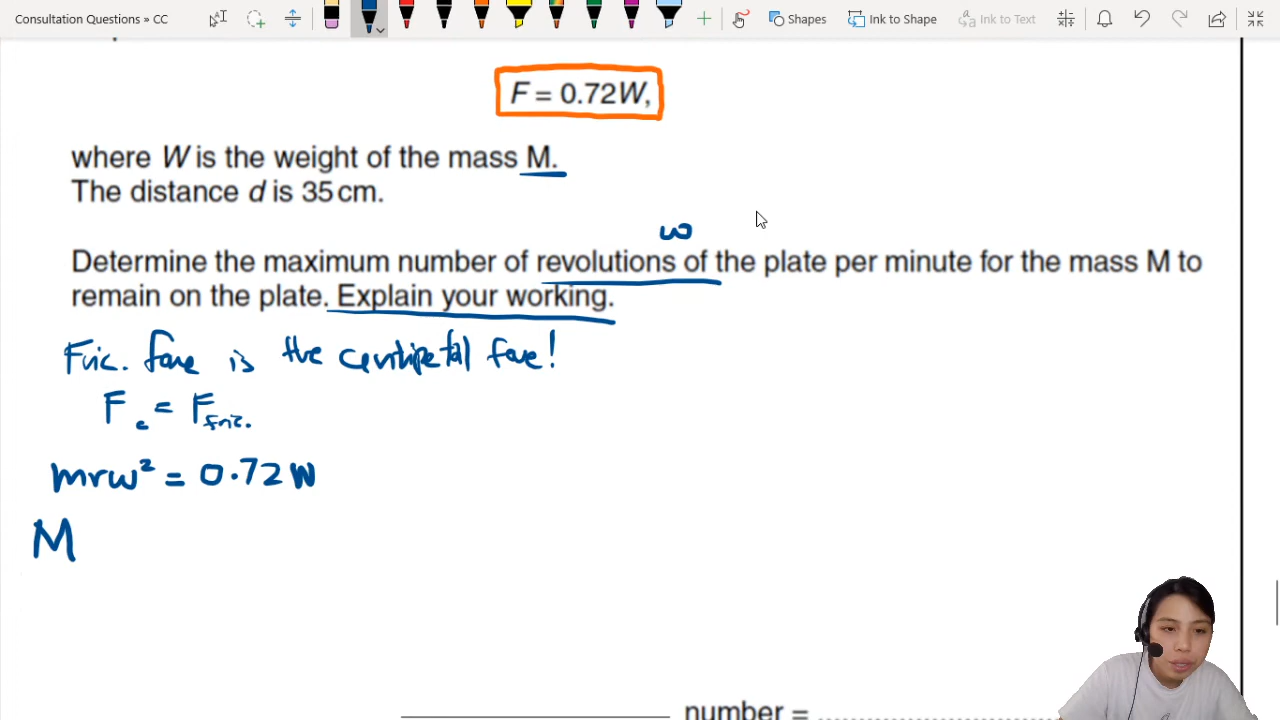 Consultation Questions » CC
Shapes
Ink to Shape
Ink to Text
F = 0.72W,
where W is the weight of the mass M.
The distance d is 35 cm.
ω
Determine the maximum number of revolutions of the plate per minute for the mass M to
remain on the plate. Explain your working.
Fric. force is the centripetal force!
Fc = Ffric.
mrω² = 0.72W
M
number =